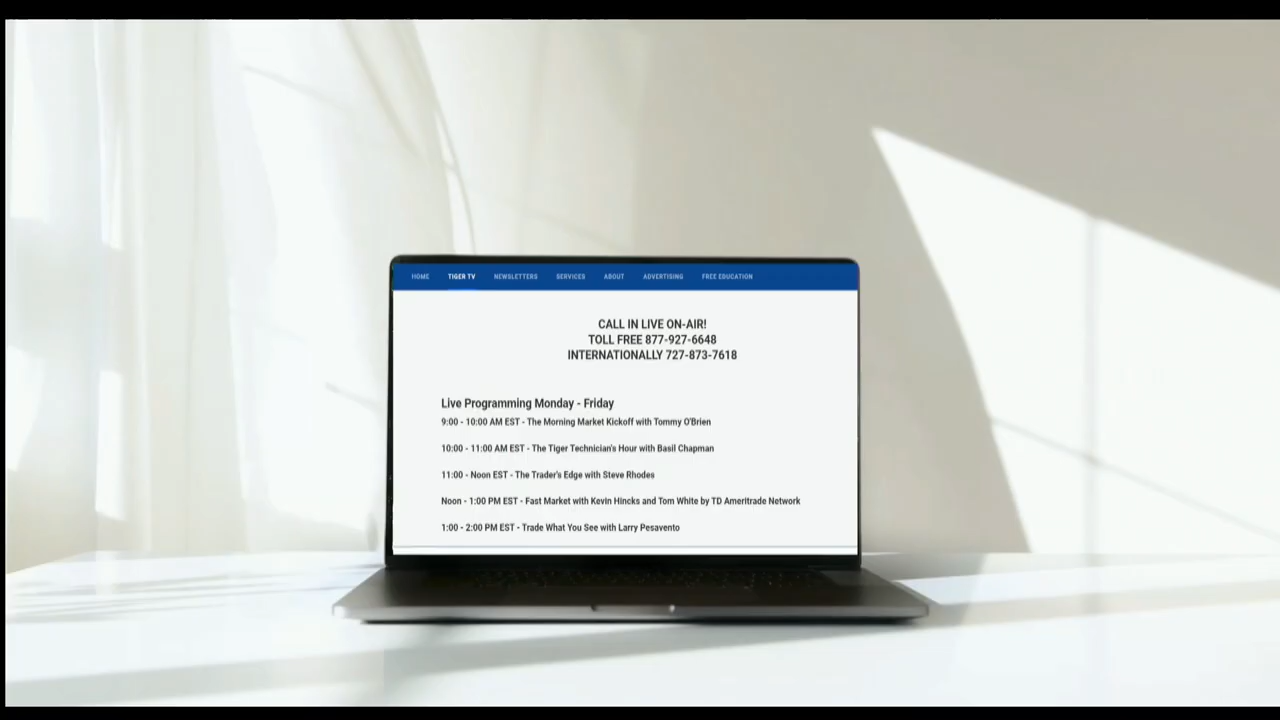 HOME TIGER TV NEWSLETTERS SERVICES ABOUT ADVERTISING FREE EDUCATION
CALL IN LIVE ON-AIR!
TOLL FREE 877-927-6648
INTERNATIONALLY 727-873-7618
Live Programming Monday - Friday
9:00 - 10:00 AM EST - The Morning Market Kickoff with Tommy O'Brien
10:00 - 11:00 AM EST - The Tiger Technician's Hour with Basil Chapman
11:00 - Noon EST - The Trader's Edge with Steve Rhodes
Noon - 1:00 PM EST - Fast Market with Kevin Hincks and Tom White by TD Ameritrade Network
1:00 - 2:00 PM EST - Trade What You See with Larry Pesavento